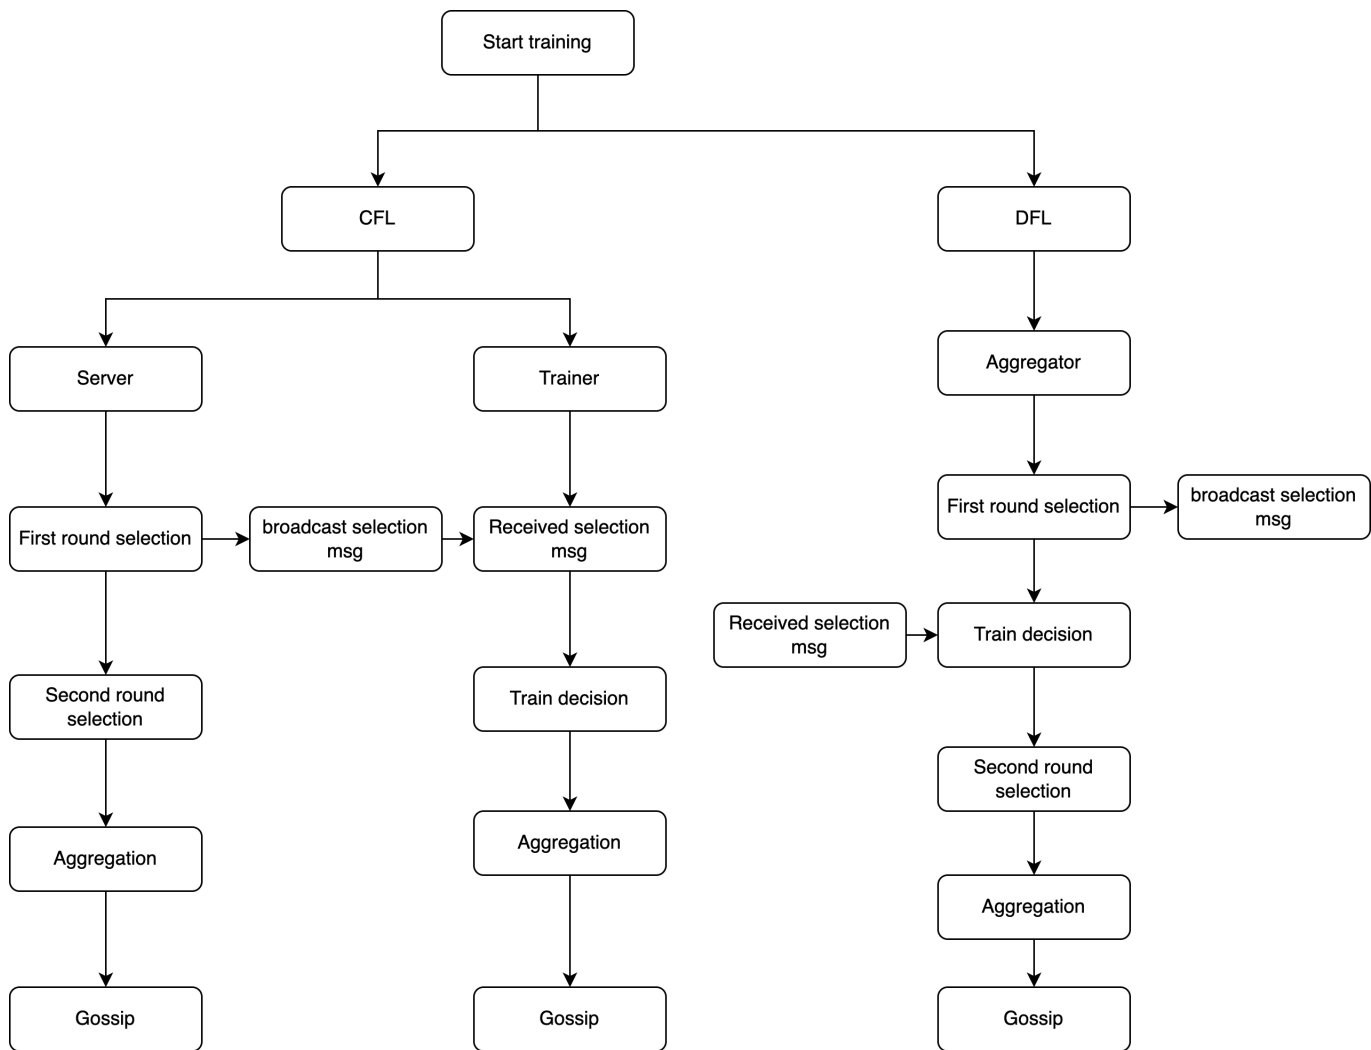 Start training
CFL
DFL
Server
Trainer
Aggregator
First round selection
broadcast selection
msg
Received selection
msg
First round selection
broadcast selection
msg
Received selection
msg
Train decision
Second round
selection
Train decision
Second round
selection
Aggregation
Aggregation
Aggregation
Gossip
Gossip
Gossip